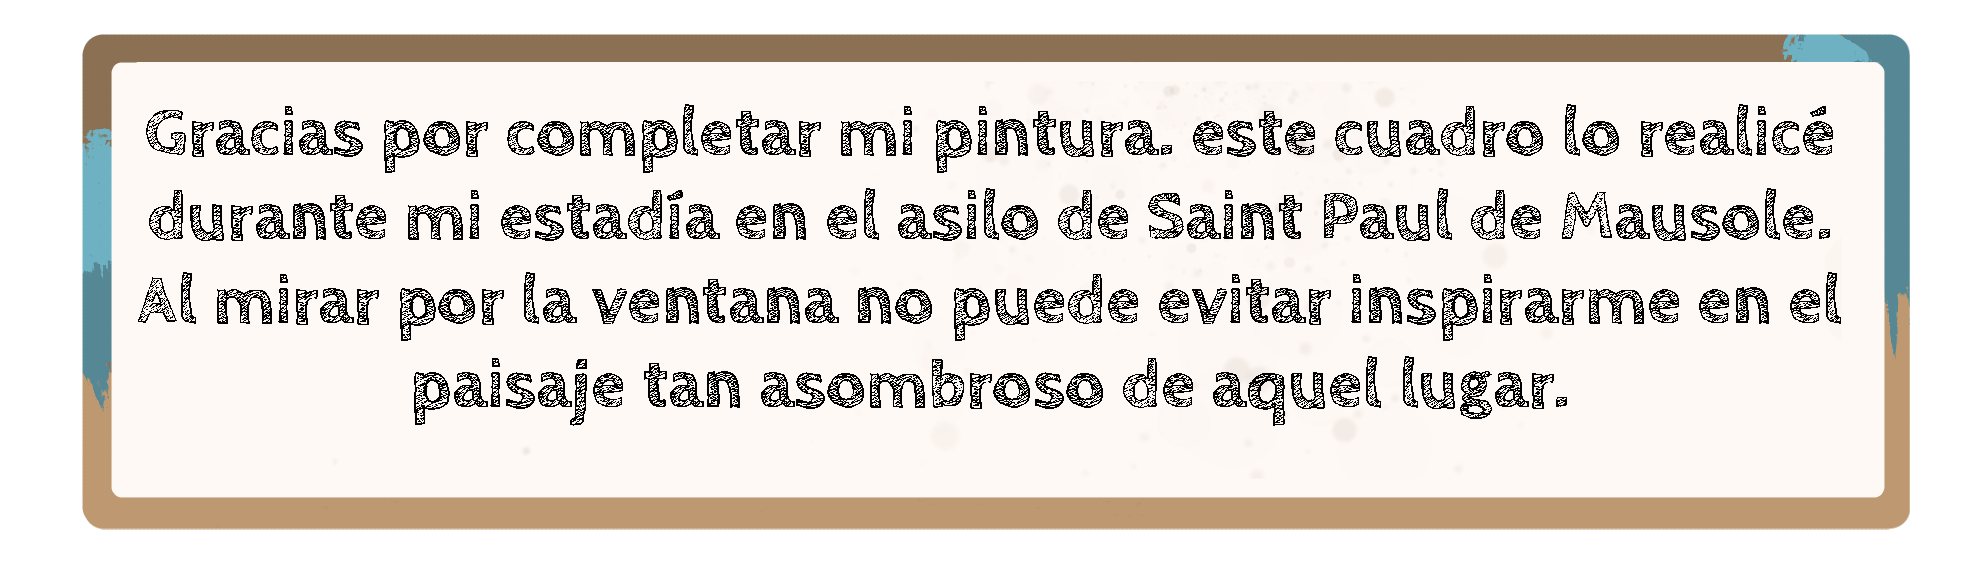 Gracias por completar mi pintura. este cuadro lo realicé
durante mi estadía en el asilo de Saint Paul de Mausole.
Al mirar por la ventana no puede evitar inspirarme en el
paisaje tan asombroso de aquel lugar.